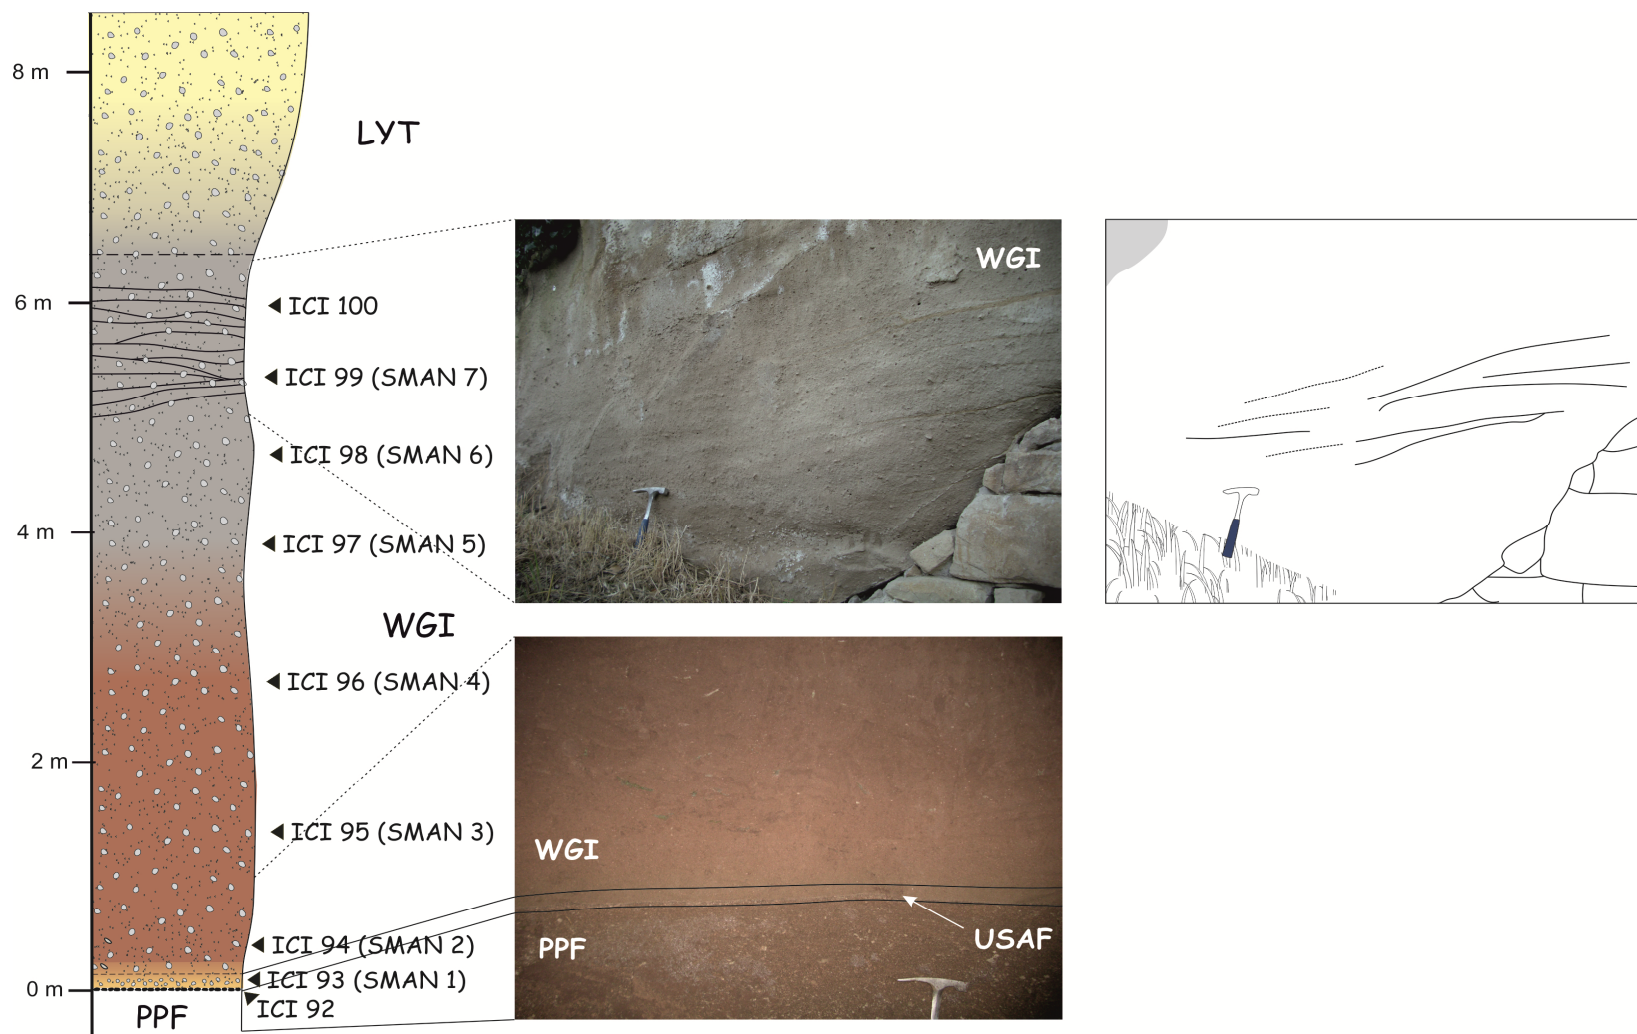 8 m
LYT
WGI
6 m
ICI 100
ICI 99 (SMAN 7)
ICI 98 (SMAN 6)
4 m
ICI 97 (SMAN 5)
WGI
ICI 96 (SMAN 4)
2 m
ICI 95 (SMAN 3)
WGI
ICI 94 (SMAN 2)
USAF
PPF
ICI 93 (SMAN 1)
0 m
ICI 92
PPF